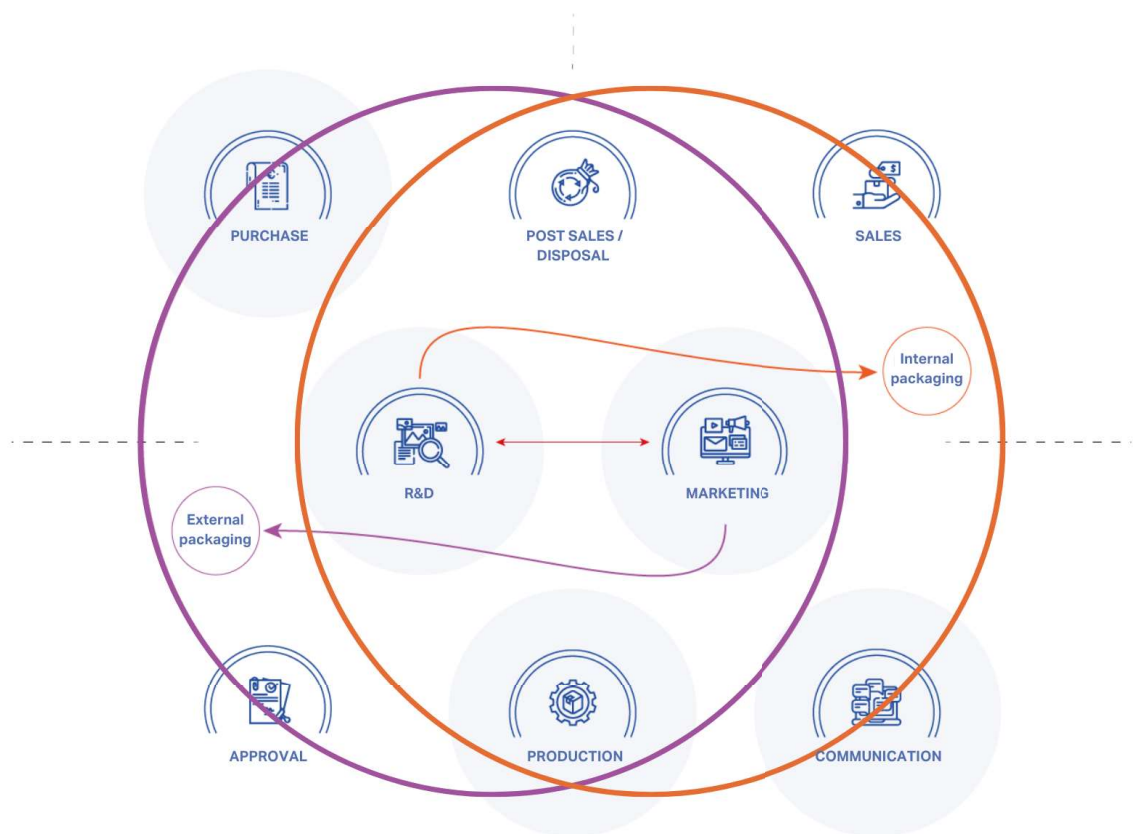 PURCHASE
POST SALES /
DISPOSAL
SALES
Internal
packaging
R&D
MARKETING
External
packaging
APPROVAL
PRODUCTION
COMMUNICATION